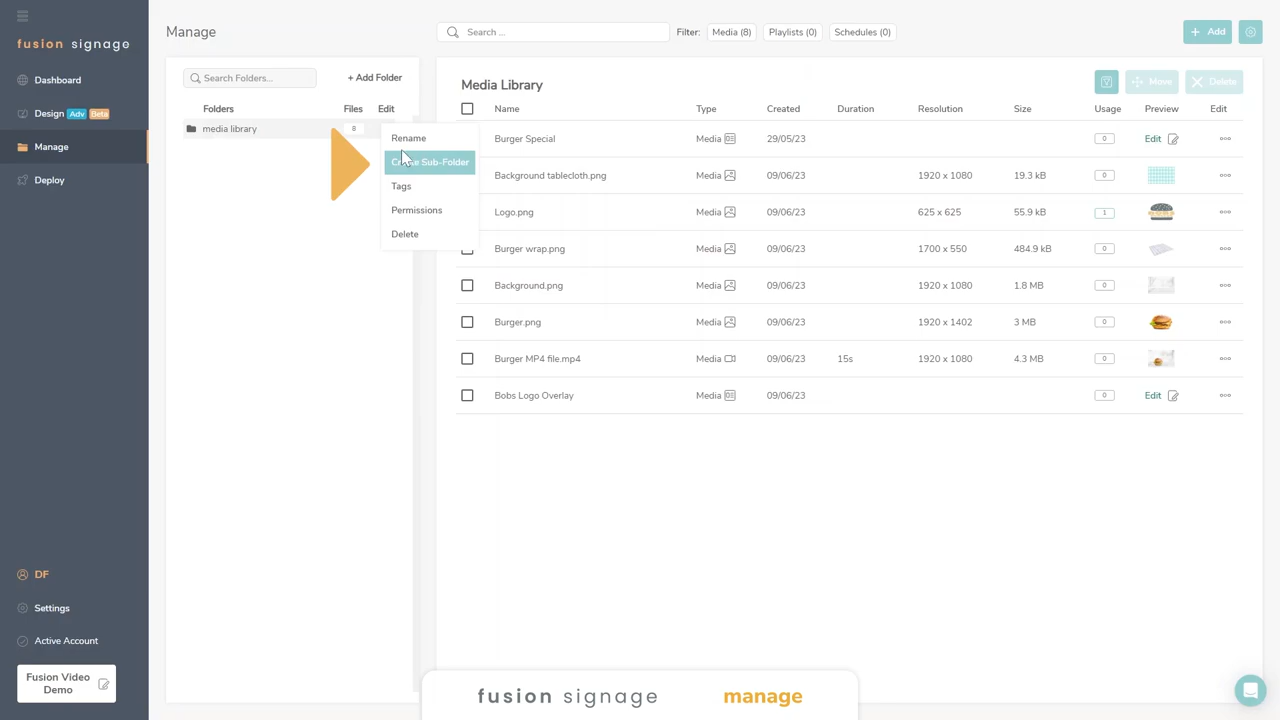 fusion signage
Dashboard
Design Adv Beta
Manage
Deploy
DF
Settings
Active Account
Fusion Video
Demo
Manage
Search ...
Filter: Media (8) Playlists (0) Schedules (0)
+ Add
Search Folders...
+ Add Folder
Folders Files Edit
media library 8
Rename
Create Sub-Folder
Tags
Permissions
Delete
Media Library
Move
Delete
Name Type Created Duration Resolution Size Usage Preview Edit
Burger Special Media 29/05/23 0 Edit
Background tablecloth.png Media 09/06/23 1920 x 1080 19.3 kB 0
Logo.png Media 09/06/23 625 x 625 55.9 kB 1
Burger wrap.png Media 09/06/23 1700 x 550 484.9 kB 0
Background.png Media 09/06/23 1920 x 1080 1.8 MB 0
Burger.png Media 09/06/23 1920 x 1402 3 MB 0
Burger MP4 file.mp4 Media 09/06/23 15s 1920 x 1080 4.3 MB 0
Bobs Logo Overlay Media 09/06/23 0 Edit
fusion signage manage